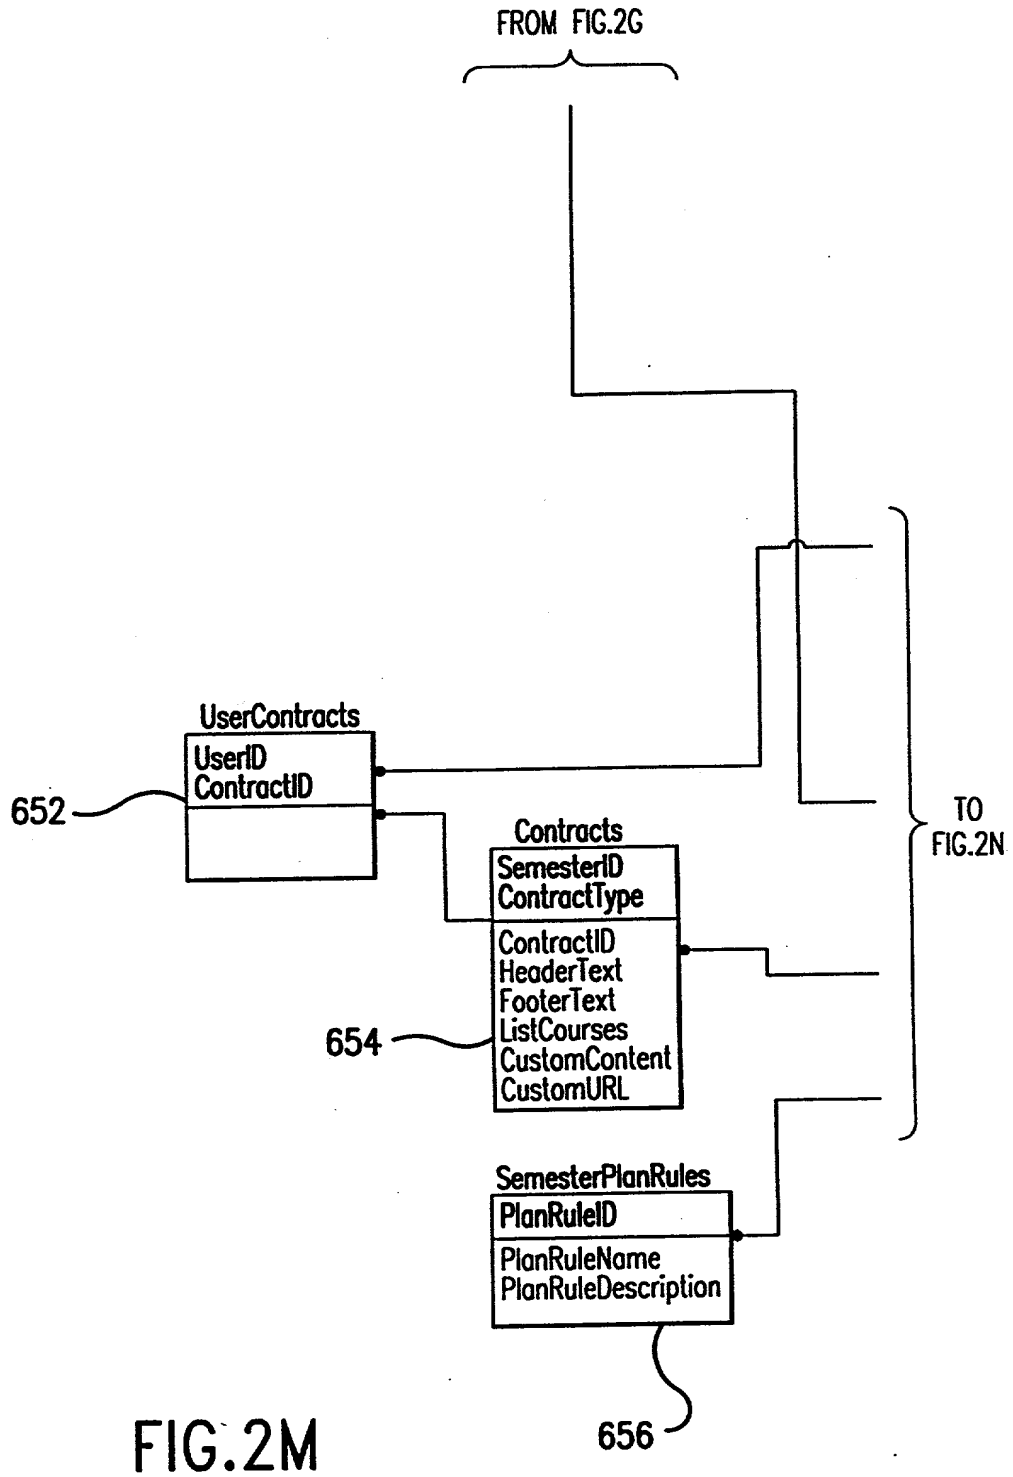 FROM FIG.2G
UserContracts
UserID
ContractID
652
TO
FIG.2N
Contracts
SemesterID
ContractType
ContractID
HeaderText
FooterText
ListCourses
CustomContent
CustomURL
654
SemesterPlanRules
PlanRuleID
PlanRuleName
PlanRuleDescription
656
FIG.2M